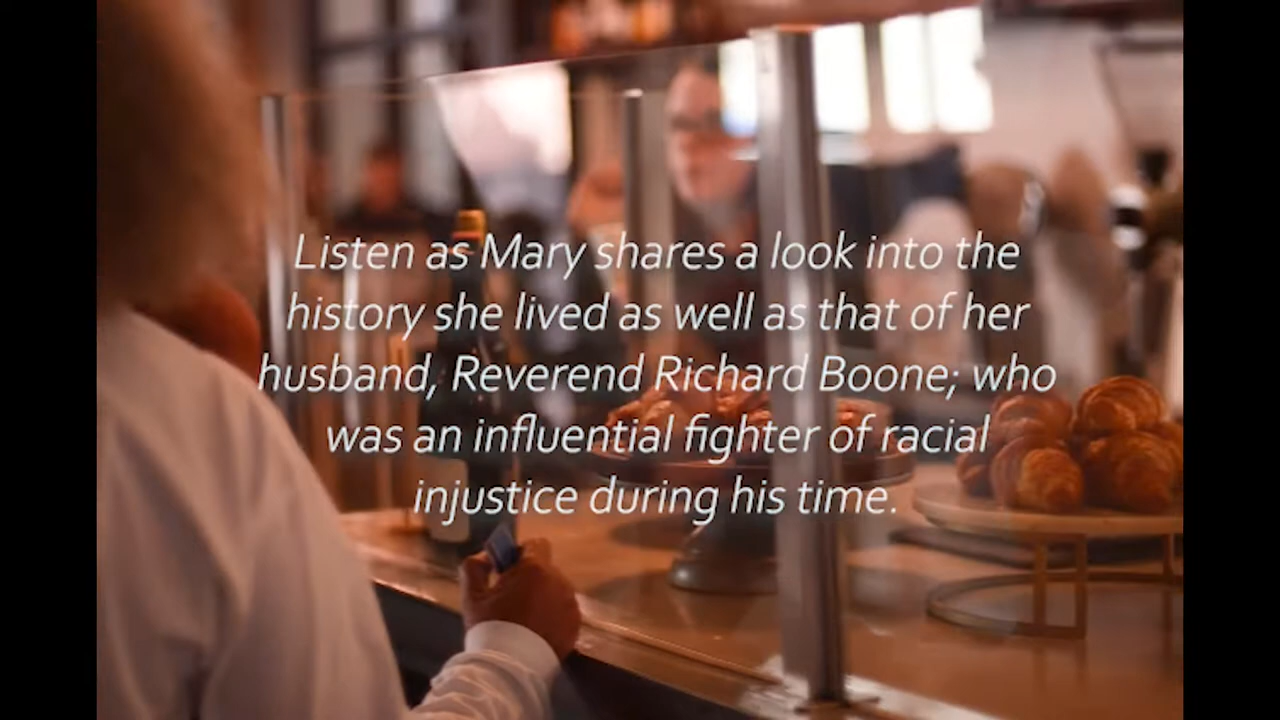 Listen as Mary shares a look into the
history she lived as well as that of her
husband, Reverend Richard Boone; who
was an influential fighter of racial
injustice during his time.